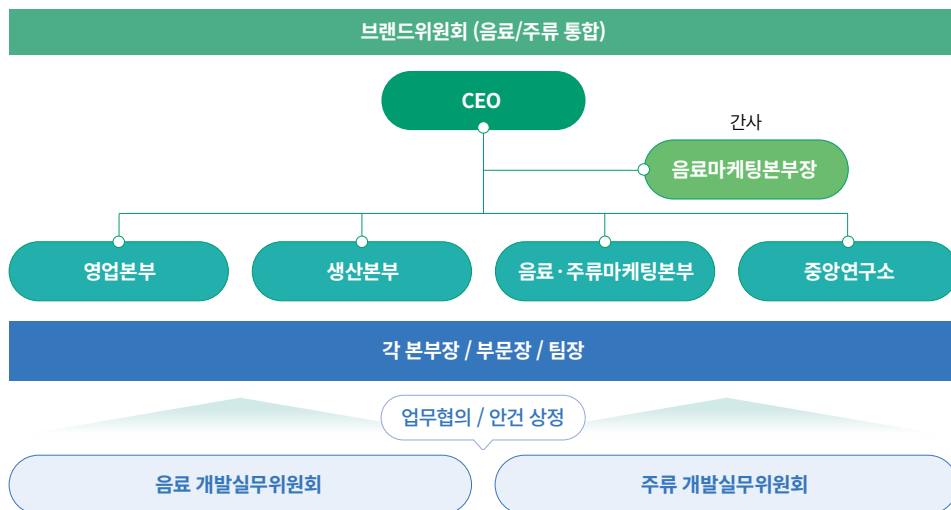 브랜드위원회 (음료/주류 통합)
CEO
간사
음료마케팅본부장
영업본부
생산본부
음료·주류마케팅본부
중앙연구소
각 본부장 / 부문장 / 팀장
업무협의 / 안건 상정
음료 개발실무위원회
주류 개발실무위원회